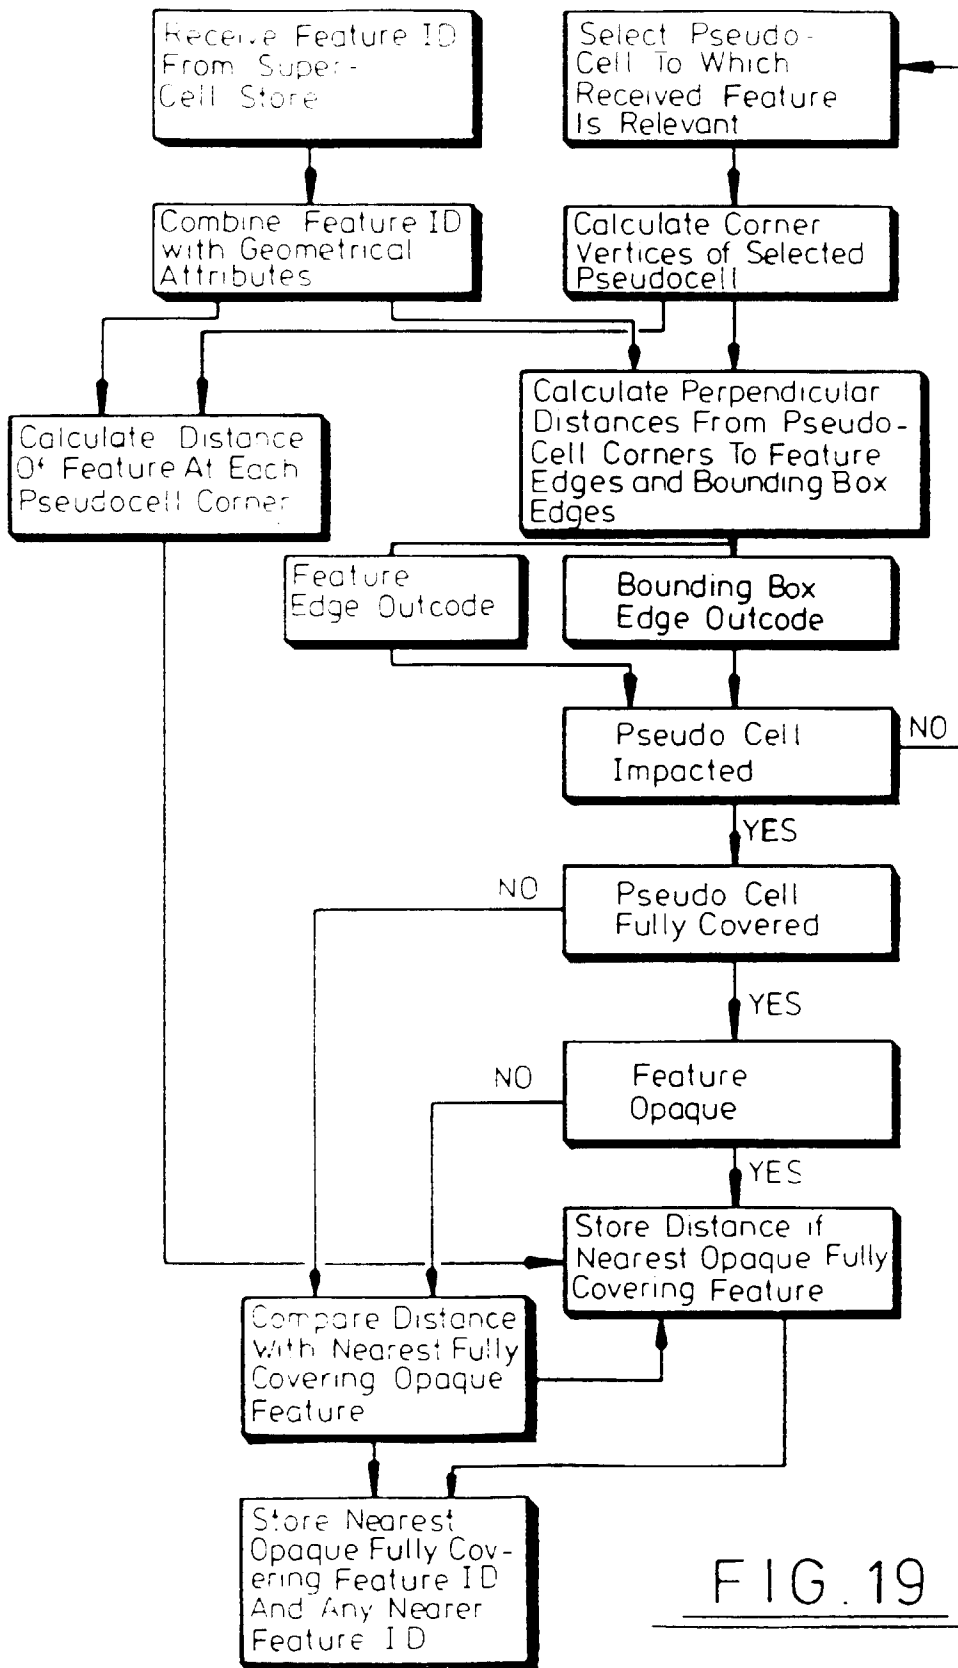 Receive Feature ID
From Super-
Cell Store
Select Pseudo-
Cell To Which
Received Feature
Is Relevant
Combine Feature ID
with Geometrical
Attributes
Calculate Corner
Vertices of Selected
Pseudocell
Calculate Distance
Of Feature At Each
Pseudocell Corner
Calculate Perpendicular
Distances From Pseudo-
Cell Corners To Feature
Edges and Bounding Box
Edges
Feature
Edge Outcode
Bounding Box
Edge Outcode
Pseudo Cell
Impacted
NO
YES
NO
Pseudo Cell
Fully Covered
YES
NO
Feature
Opaque
YES
Store Distance if
Nearest Opaque Fully
Covering Feature
Compare Distance
With Nearest Fully
Covering Opaque
Feature
Store Nearest
Opaque Fully Cov-
ering Feature ID
And Any Nearer
Feature ID
FIG.19